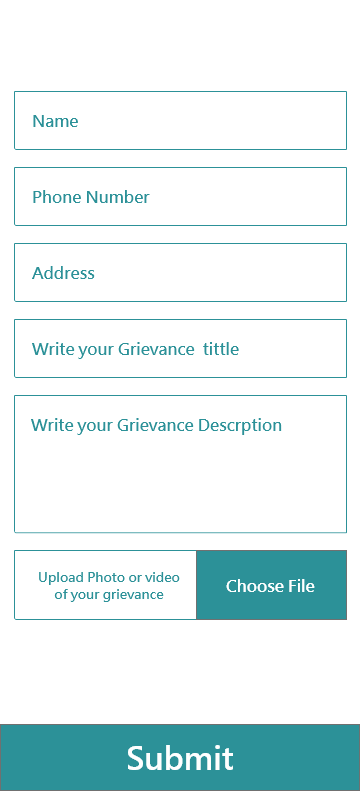 Name
Phone Number
Address
Write your Grievance  tittle
Write your Grievance Descrption
Upload Photo or video
of your grievance
Choose File
Submit